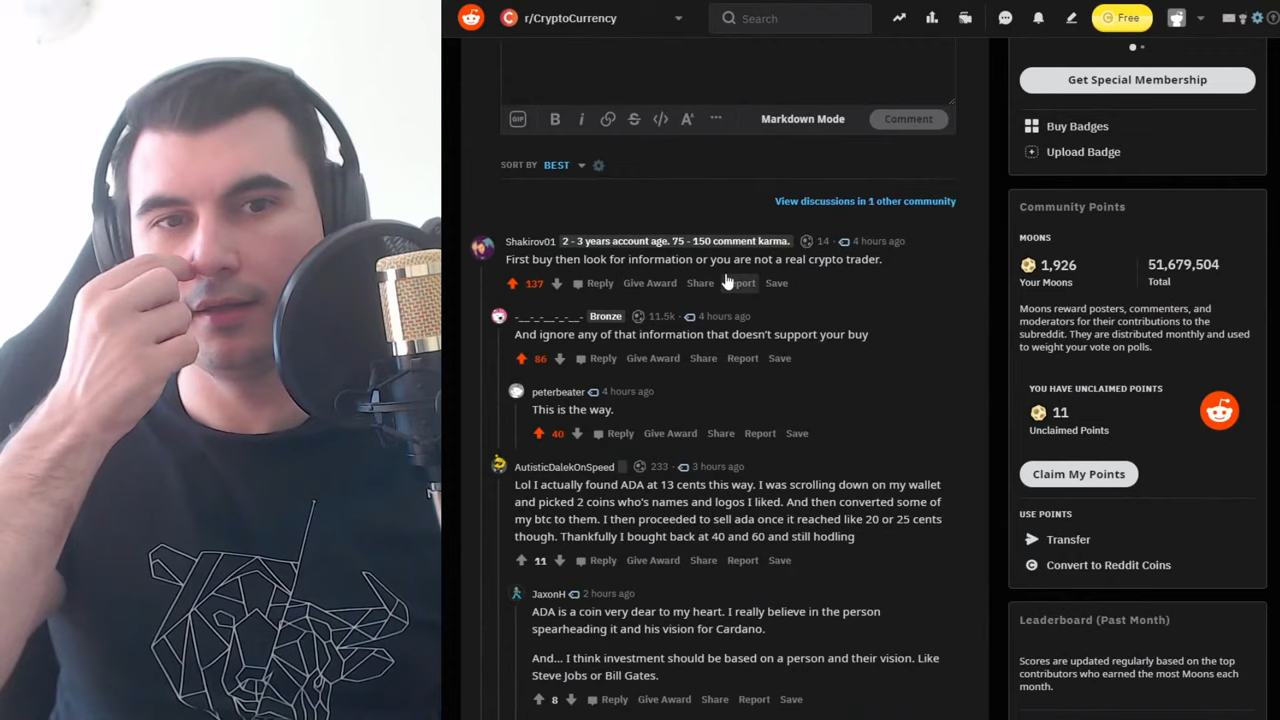 r/CryptoCurrency
Search
Free
Get Special Membership
Buy Badges
Upload Badge
GIF
B i
Markdown Mode
Comment
SORT BY BEST
View discussions in 1 other community
Shakirov01 2 - 3 years account age. 75 - 150 comment karma. 14 · 4 hours ago
First buy then look for information or you are not a real crypto trader.
137 Reply Give Award Share Report Save
-__-_-__-_-__- Bronze 11.5k · 4 hours ago
And ignore any of that information that doesn't support your buy
86 Reply Give Award Share Report Save
peterbeater 4 hours ago
This is the way.
40 Reply Give Award Share Report Save
AutisticDalekOnSpeed 233 · 3 hours ago
Lol I actually found ADA at 13 cents this way. I was scrolling down on my wallet
and picked 2 coins who's names and logos I liked. And then converted some of
my btc to them. I then proceeded to sell ada once it reached like 20 or 25 cents
though. Thankfully I bought back at 40 and 60 and still hodling
11 Reply Give Award Share Report Save
JaxonH 2 hours ago
ADA is a coin very dear to my heart. I really believe in the person
spearheading it and his vision for Cardano.
And... I think investment should be based on a person and their vision. Like
Steve Jobs or Bill Gates.
8 Reply Give Award Share Report Save
Community Points
MOONS
1,926
Your Moons
51,679,504
Total
Moons reward posters, commenters, and
moderators for their contributions to the
subreddit. They are distributed monthly and used
to weight your vote on polls.
YOU HAVE UNCLAIMED POINTS
11
Unclaimed Points
Claim My Points
USE POINTS
Transfer
Convert to Reddit Coins
Leaderboard (Past Month)
Scores are updated regularly based on the top
contributors who earned the most Moons each
month.